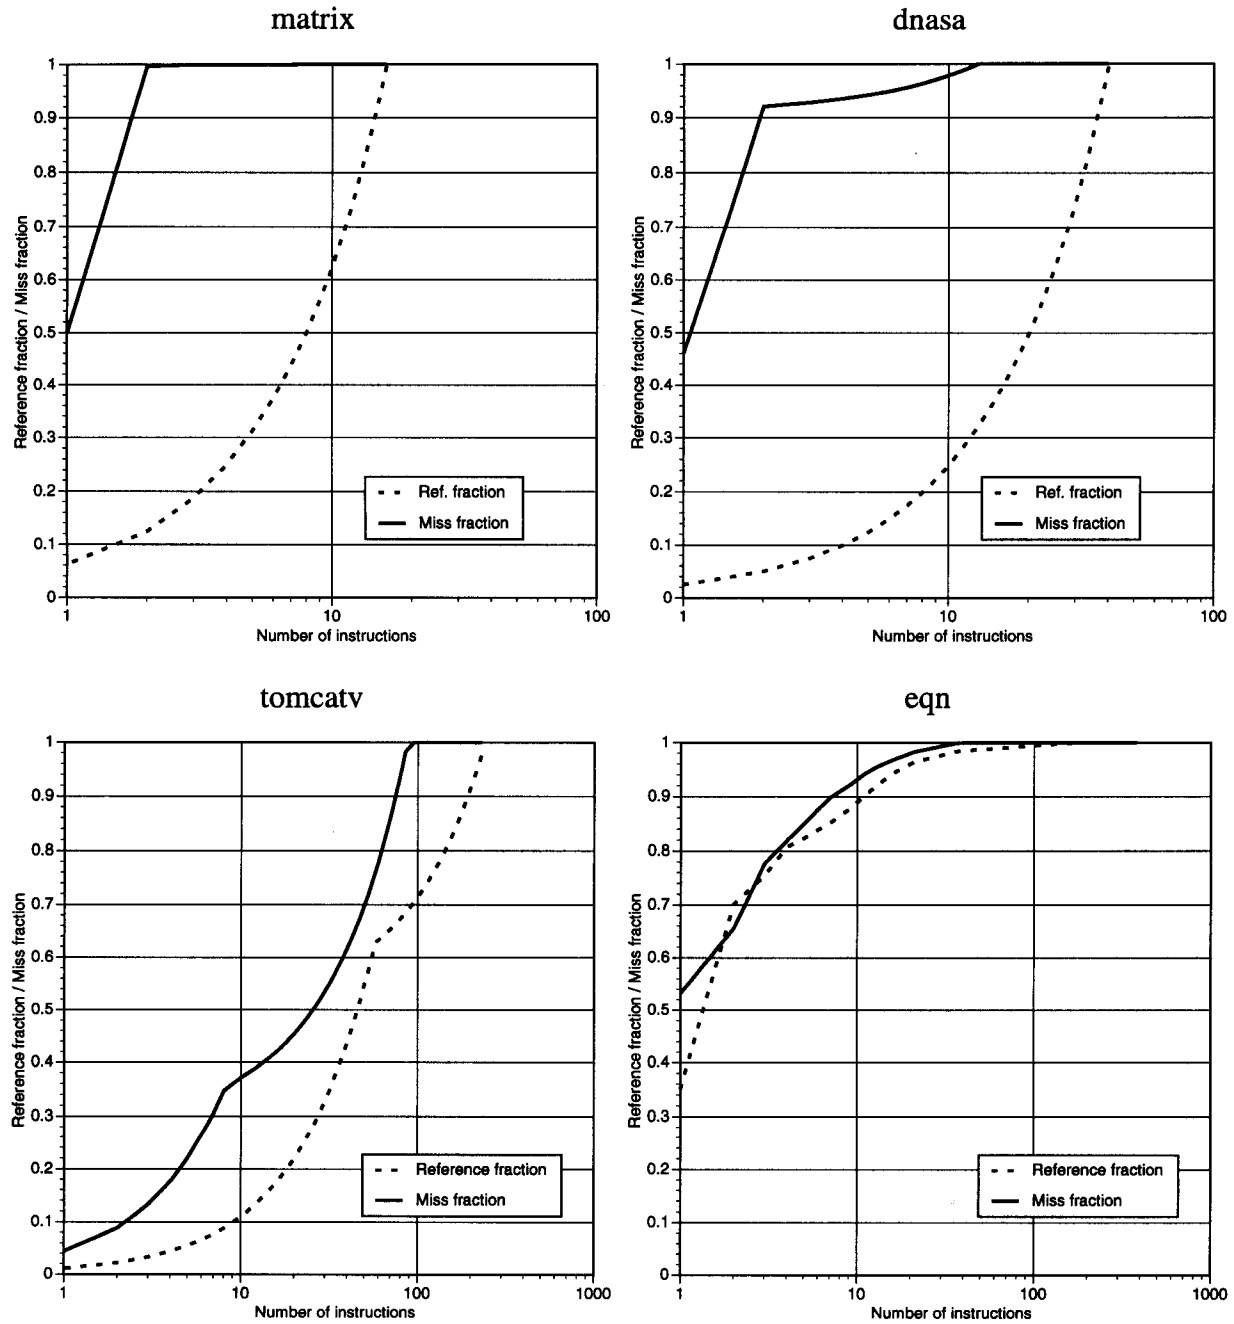 matrix
1
0.9
0.8
0.7
0.6
0.5
0.4
0.3
0.2
0.1
0
Reference fraction / Miss fraction
Ref. fraction
Miss fraction
1
10
100
Number of instructions
dnasa
1
0.9
0.8
0.7
0.6
0.5
0.4
0.3
0.2
0.1
0
Reference fraction / Miss fraction
Ref. fraction
Miss fraction
1
10
100
Number of instructions
tomcatv
1
0.9
0.8
0.7
0.6
0.5
0.4
0.3
0.2
0.1
0
Reference fraction / Miss fraction
Reference fraction
Miss fraction
1
10
100
1000
Number of instructions
eqn
1
0.9
0.8
0.7
0.6
0.5
0.4
0.3
0.2
0.1
0
Reference fraction / Miss fraction
Reference fraction
Miss fraction
1
10
100
1000
Number of instructions